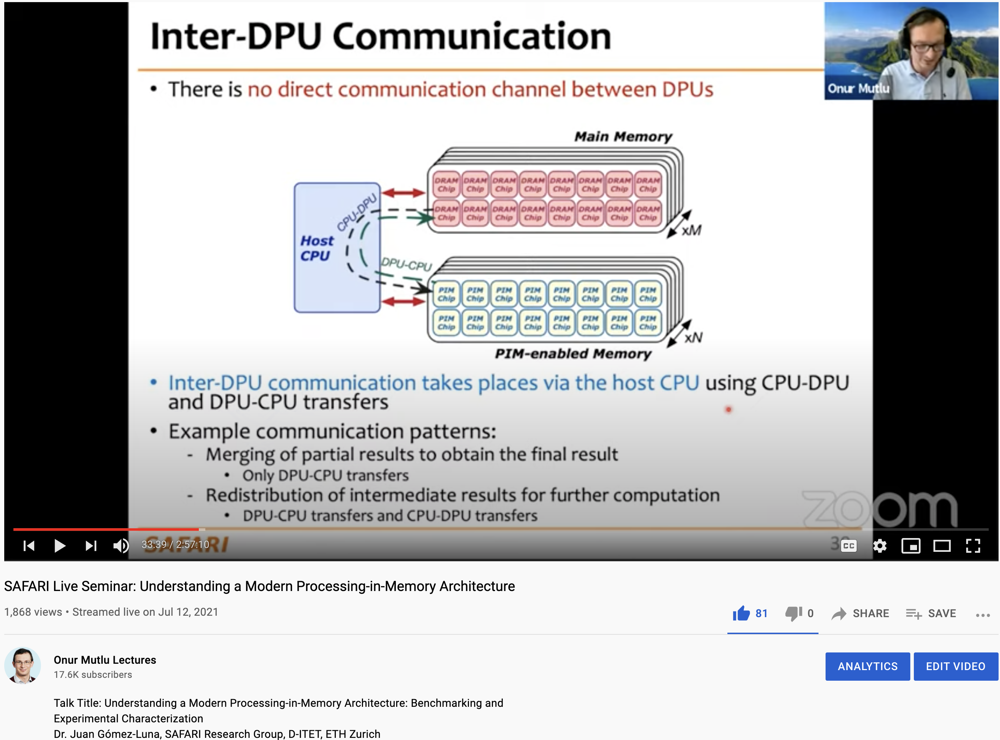 Inter-DPU Communication
Onur Mutlu
• There is no direct communication channel between DPUs
Main Memory
DRAM Chip DRAM Chip DRAM Chip DRAM Chip DRAM Chip DRAM Chip DRAM Chip DRAM Chip
DRAM Chip DRAM Chip DRAM Chip DRAM Chip DRAM Chip DRAM Chip DRAM Chip DRAM Chip
xM
CPU-DPU
Host
CPU
DPU-CPU
PIM Chip PIM Chip PIM Chip PIM Chip PIM Chip PIM Chip PIM Chip PIM Chip
PIM Chip PIM Chip PIM Chip PIM Chip PIM Chip PIM Chip PIM Chip PIM Chip
xN
PIM-enabled Memory
• Inter-DPU communication takes places via the host CPU using CPU-DPU
and DPU-CPU transfers
• Example communication patterns:
- Merging of partial results to obtain the final result
• Only DPU-CPU transfers
- Redistribution of intermediate results for further computation
• DPU-CPU transfers and CPU-DPU transfers
zoom
SAFARI
33:39 / 2:57:10
CC
SAFARI Live Seminar: Understanding a Modern Processing-in-Memory Architecture
1,868 views • Streamed live on Jul 12, 2021
81 0 SHARE SAVE
Onur Mutlu Lectures
17.6K subscribers
ANALYTICS EDIT VIDEO
Talk Title: Understanding a Modern Processing-in-Memory Architecture: Benchmarking and
Experimental Characterization
Dr. Juan Gómez-Luna, SAFARI Research Group, D-ITET, ETH Zurich